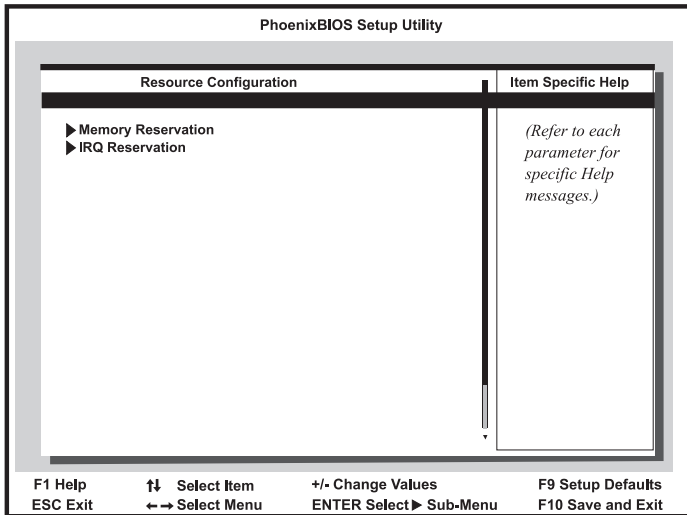 PhoenixBIOS Setup Utility
Resource Configuration
Item Specific Help
▶Memory Reservation
▶IRQ Reservation
(Refer to each
parameter for
specific Help
messages.)
F1 Help ↑↓ Select Item +/- Change Values F9 Setup Defaults
ESC Exit ←→ Select Menu ENTER Select ▶ Sub-Menu F10 Save and Exit